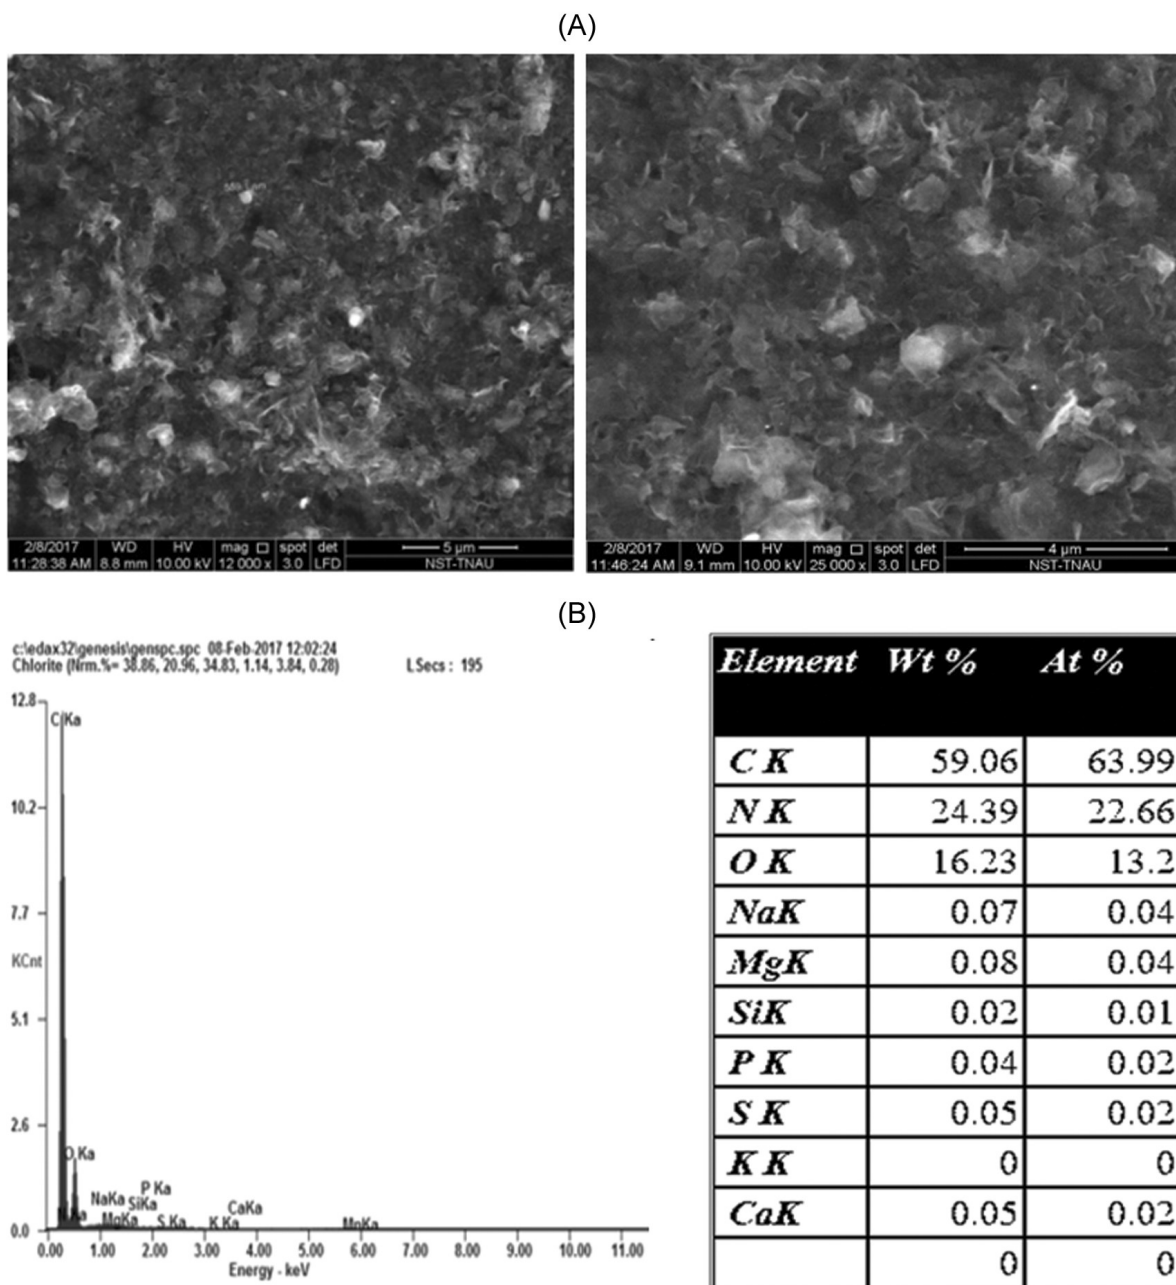 (A)
2/8/2017 WD HV mag spot det 5 µm
11:28:38 AM 8.8 mm 10.00 kV 12 000 x 3.0 LFD NST-TNAU
2/8/2017 WD HV mag spot det 4 µm
11:46:24 AM 9.1 mm 10.00 kV 25 000 x 3.0 LFD NST-TNAU
(B)
c:\edax32\genesis\genspc.spc 08-Feb-2017 12:02:24
Chlorite (Nrm.%= 38.86, 20.96, 34.83, 1.14, 3.84, 0.28) LSecs : 195
12.8
C Ka
10.2
7.7
KCnt
5.1
2.6
O Ka
P Ka
NaKa
SiKa
CaKa
MgKa
S Ka
K Ka
MnKa
0.0
0.00 1.00 2.00 3.00 4.00 5.00 6.00 7.00 8.00 9.00 10.00 11.00
Energy - keV
Element Wt % At %
C K 59.06 63.99
N K 24.39 22.66
O K 16.23 13.2
NaK 0.07 0.04
MgK 0.08 0.04
SiK 0.02 0.01
P K 0.04 0.02
S K 0.05 0.02
K K 0 0
CaK 0.05 0.02
0 0